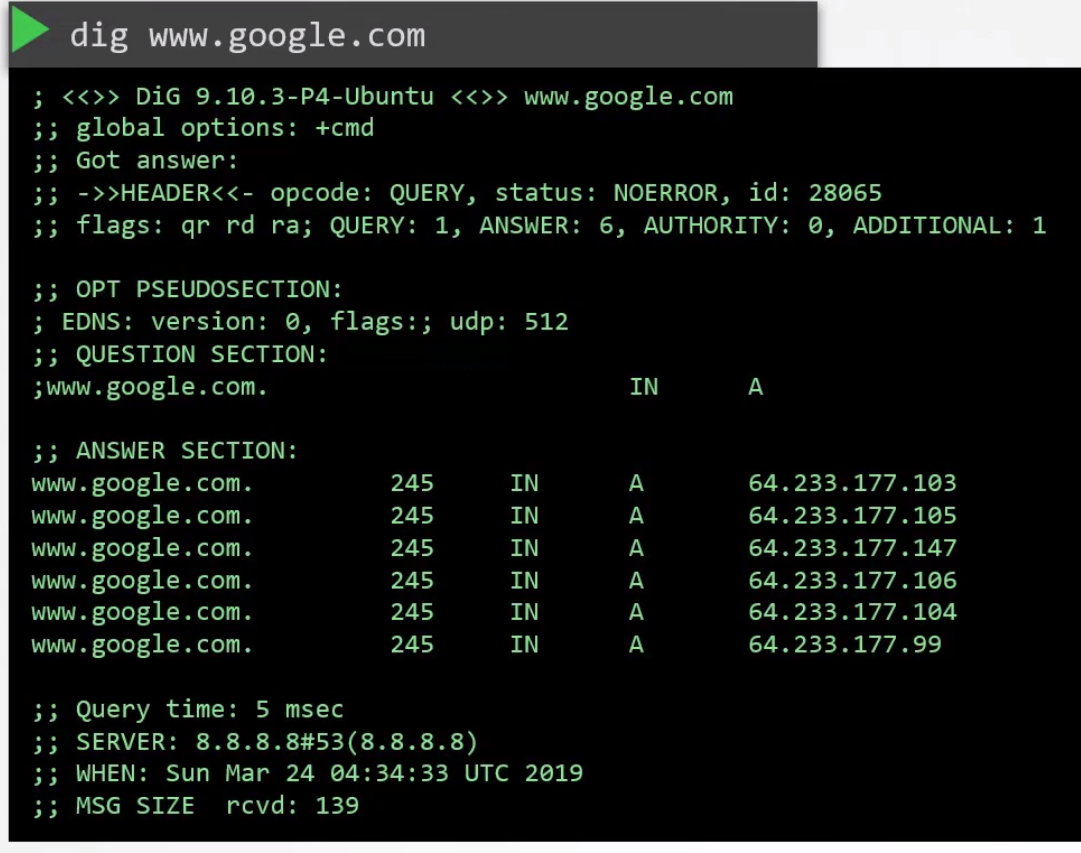 dig www.google.com
; <<>> DiG 9.10.3-P4-Ubuntu <<>> www.google.com
;; global options: +cmd
;; Got answer:
;; ->>HEADER<<- opcode: QUERY, status: NOERROR, id: 28065
;; flags: qr rd ra; QUERY: 1, ANSWER: 6, AUTHORITY: 0, ADDITIONAL: 1
;; OPT PSEUDOSECTION:
; EDNS: version: 0, flags:; udp: 512
;; QUESTION SECTION:
;www.google.com. IN A
;; ANSWER SECTION:
www.google.com. 245 IN A 64.233.177.103
www.google.com. 245 IN A 64.233.177.105
www.google.com. 245 IN A 64.233.177.147
www.google.com. 245 IN A 64.233.177.106
www.google.com. 245 IN A 64.233.177.104
www.google.com. 245 IN A 64.233.177.99
;; Query time: 5 msec
;; SERVER: 8.8.8.8#53(8.8.8.8)
;; WHEN: Sun Mar 24 04:34:33 UTC 2019
;; MSG SIZE rcvd: 139